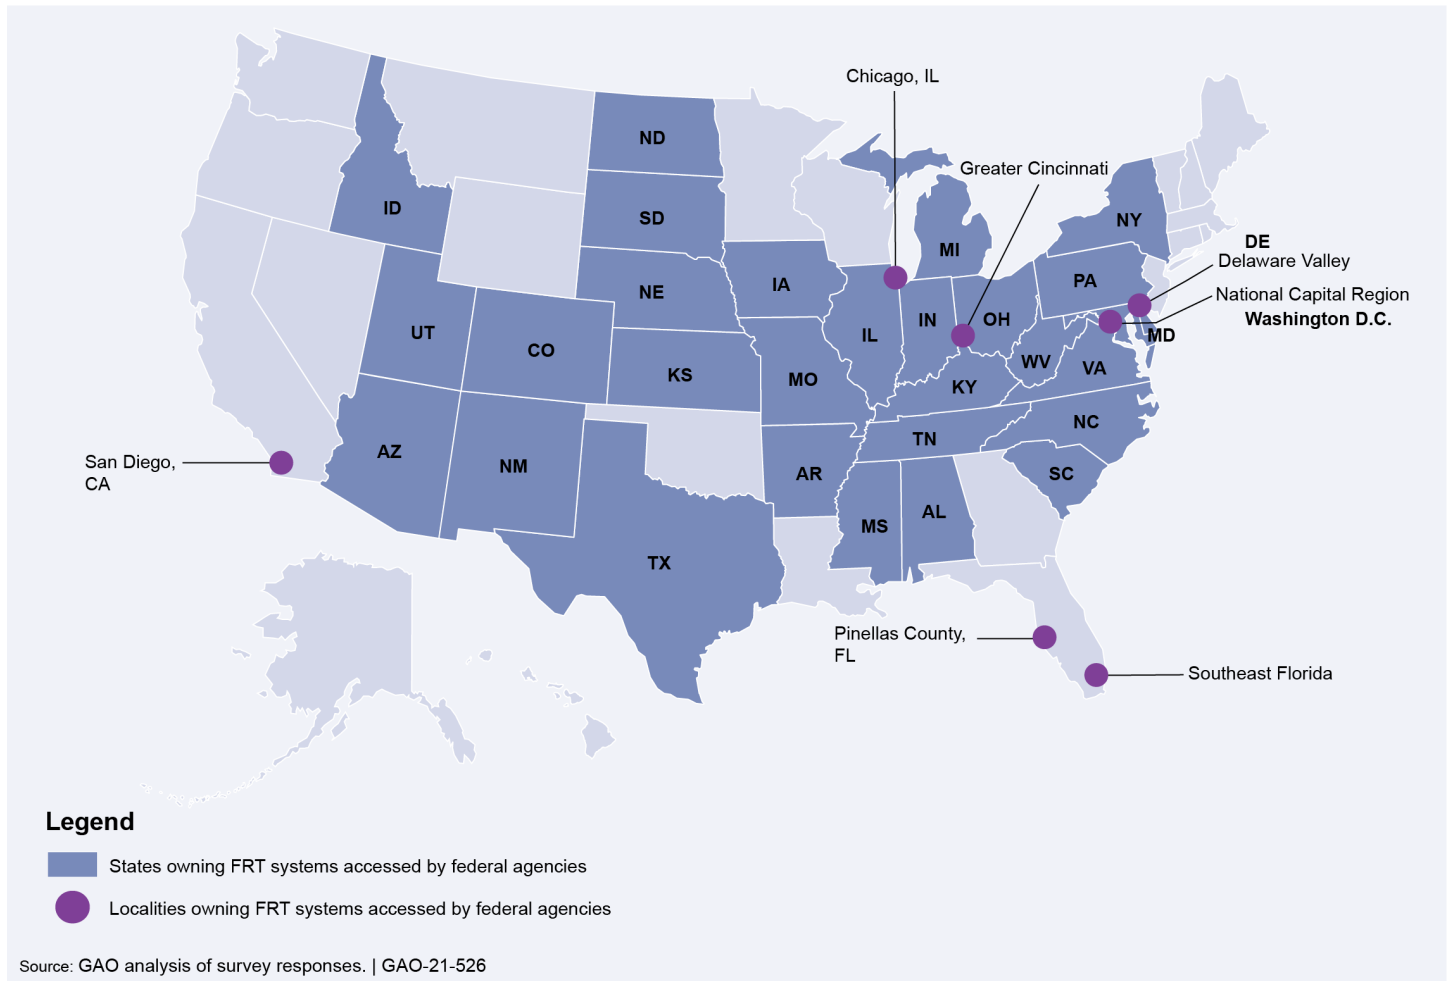 Chicago, IL
ND
Greater Cincinnati
ID
SD
NY
MI
DE
Delaware Valley
PA
IA
NE
National Capital Region
Washington D.C.
IN
OH
UT
IL
MD
CO
WV
VA
KS
MO
KY
NC
AZ
TN
San Diego,
CA
NM
AR
SC
AL
MS
TX
Pinellas County,
FL
Southeast Florida
Legend
States owning FRT systems accessed by federal agencies
Localities owning FRT systems accessed by federal agencies
Source: GAO analysis of survey responses. | GAO-21-526